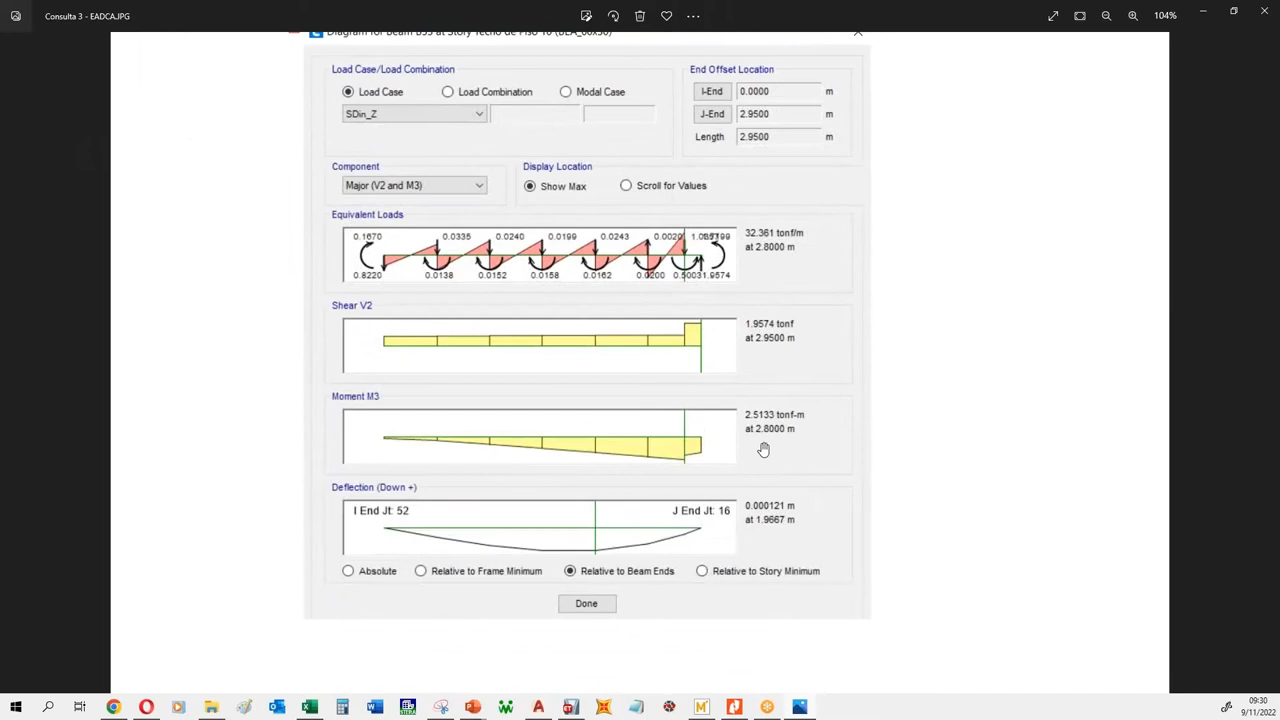 Consulta 3 - EADCA.JPG
104%
Diagram for Beam B53 at Story Techo de Piso 10
Load Case/Load Combination
Load Case
Load Combination
Modal Case
SDin_Z
End Offset Location
I-End
0.0000
m
J-End
2.9500
m
Length
2.9500
m
Component
Major (V2 and M3)
Display Location
Show Max
Scroll for Values
Equivalent Loads
0.1670
0.0335
0.0240
0.0199
0.0243
0.0020
0.8220
0.0138
0.0152
0.0158
0.0162
0.0200
0.5003
1.9574
32.361 tonf/m
at 2.8000 m
Shear V2
1.9574 tonf
at 2.9500 m
Moment M3
2.5133 tonf-m
at 2.8000 m
Deflection (Down +)
I End Jt: 52
J End Jt: 16
0.000121 m
at 1.9667 m
Absolute
Relative to Frame Minimum
Relative to Beam Ends
Relative to Story Minimum
Done
09:30
9/11/2022